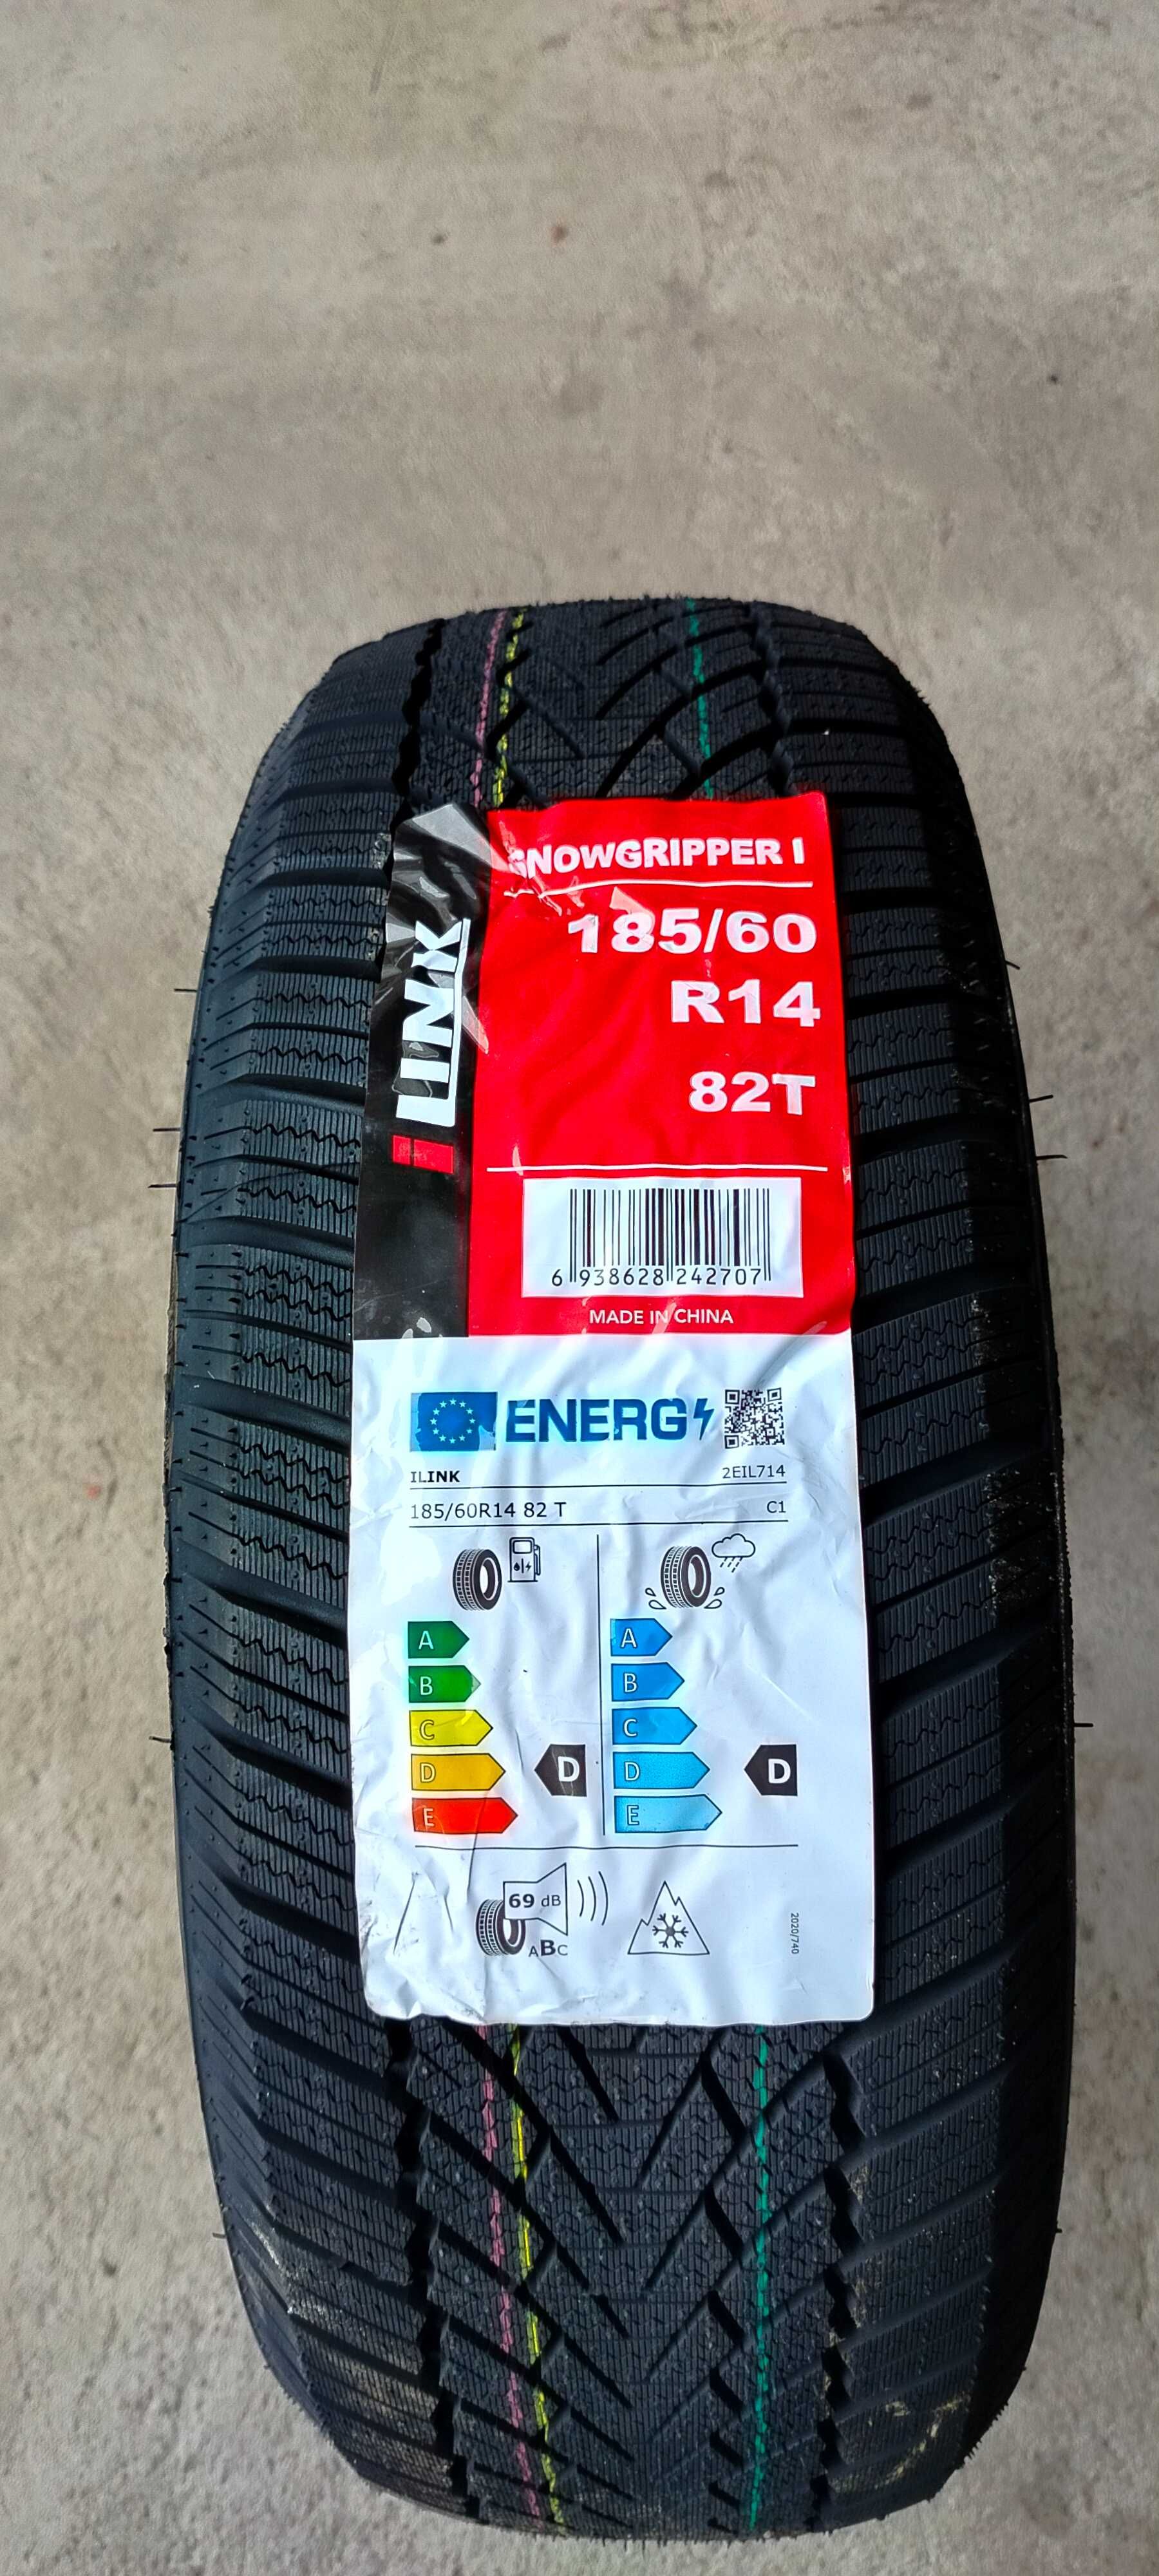 SNOWGRIPPER I
185/60
R14
82T
iLINK
6 938628 242707
MADE IN CHINA
ENERG
ILINK 2EIL714
185/60R14 82 T C1
A A
B B
C C
D D D D
E E
69 dB
ABC
2020/740